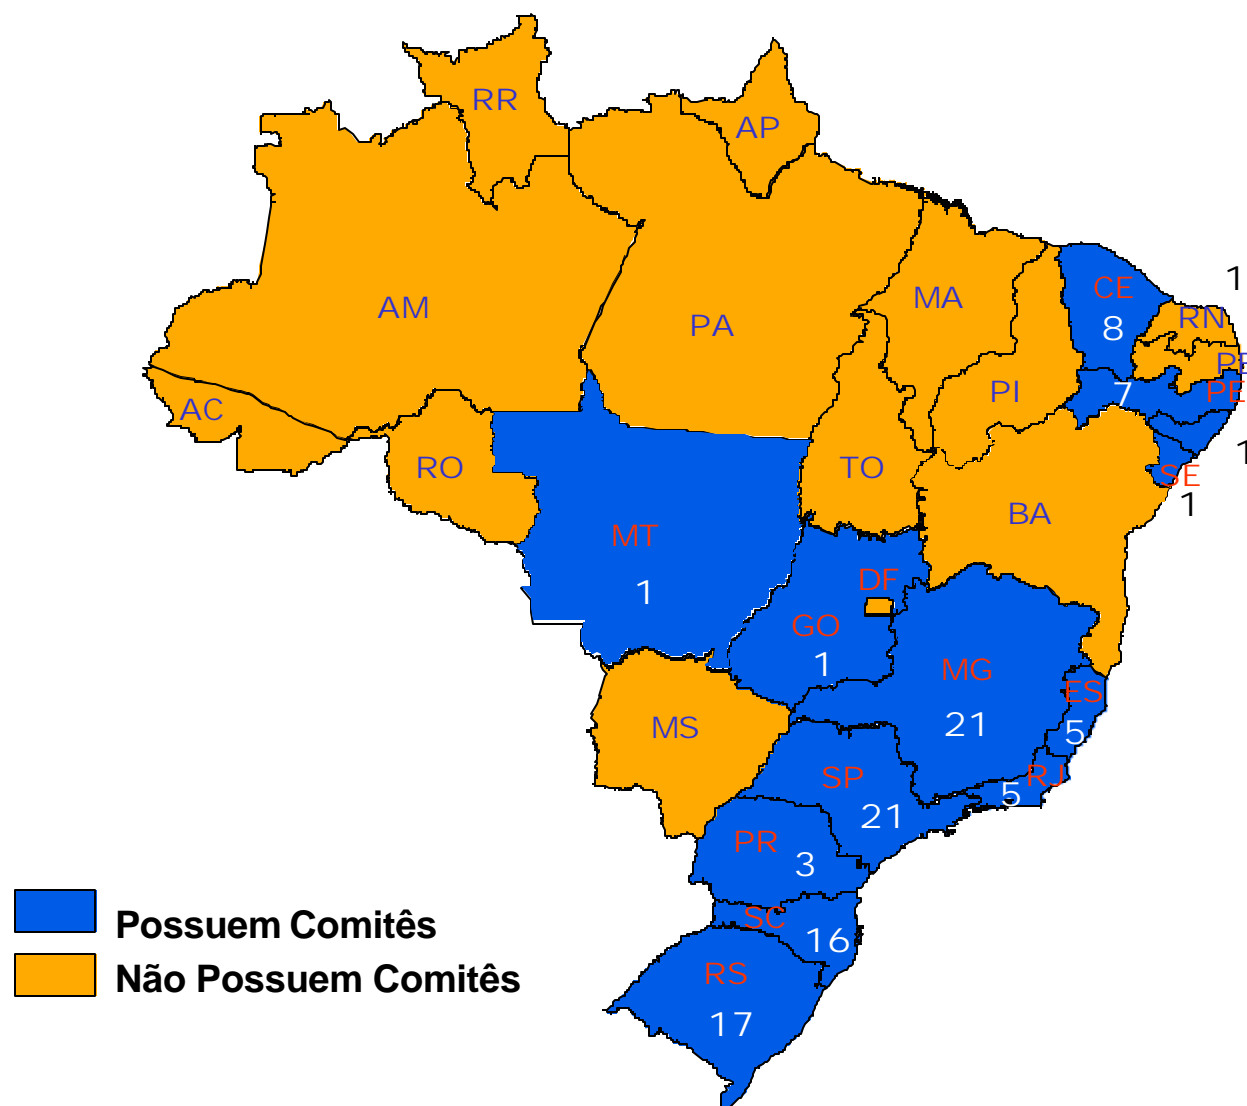 RR
AP
AM
PA
MA
CE
8
1
RN
AC
PI
7
PE
RO
TO
1
SE
1
BA
MT
1
DF
GO
1
MG
21
ES
5
MS
SP
21
RJ
5
PR
3
SC
16
RS
17
Possuem Comitês
Não Possuem Comitês